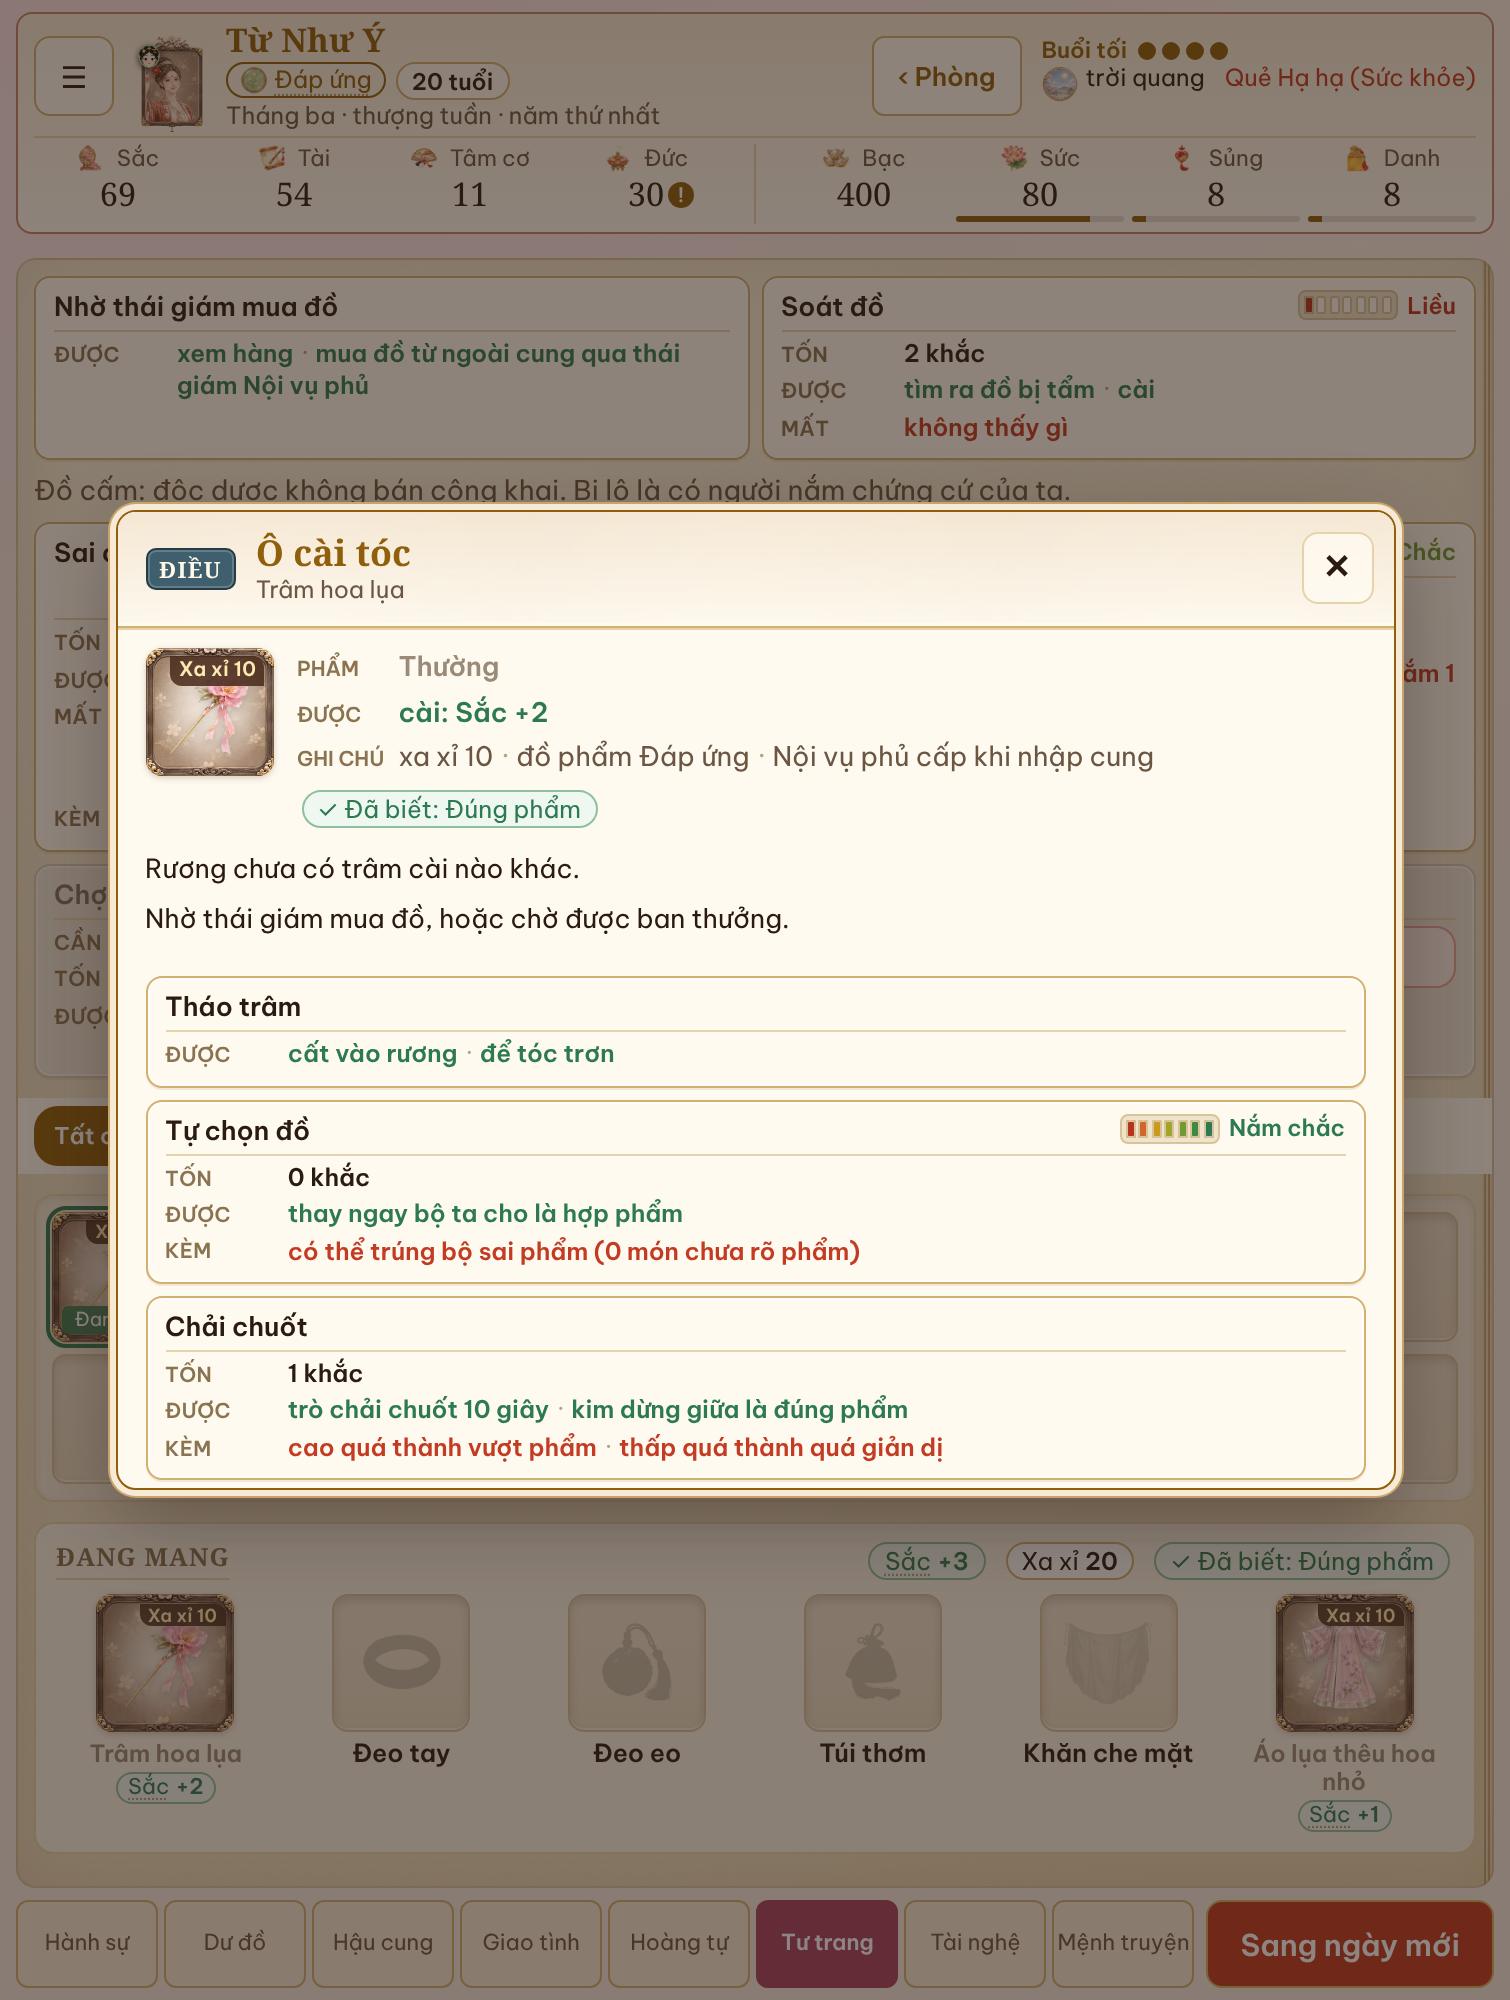 ☰
Từ Như Ý
Đáp ứng 20 tuổi
Tháng ba · thượng tuần · năm thứ nhất
‹ Phòng
Buổi tối
trời quang Quẻ Hạ hạ (Sức khỏe)
Sắc Tài Tâm cơ Đức Bạc Sức Sủng Danh
69 54 11 30 ! 400 80 8 8
Nhờ thái giám mua đồ
ĐƯỢC xem hàng · mua đồ từ ngoài cung qua thái
giám Nội vụ phủ
Soát đồ Liều
TỐN 2 khắc
ĐƯỢC tìm ra đồ bị tẩm · cài
MẤT không thấy gì
Đồ cấm: độc dược không bán công khai. Bị lộ là có người nắm chứng cứ của ta.
Sai Chắc
TỐN
MẤT
KÈM
CẦN
TỐN
Tất
ĐIỀU
Ô cài tóc
Trâm hoa lụa
✕
Xa xỉ 10
PHẨM Thường
ĐƯỢC cài: Sắc +2
GHI CHÚ xa xỉ 10 · đồ phẩm Đáp ứng · Nội vụ phủ cấp khi nhập cung
✓ Đã biết: Đúng phẩm
Rương chưa có trâm cài nào khác.
Nhờ thái giám mua đồ, hoặc chờ được ban thưởng.
Tháo trâm
ĐƯỢC cất vào rương · để tóc trơn
Tự chọn đồ Nắm chắc
TỐN 0 khắc
ĐƯỢC thay ngay bộ ta cho là hợp phẩm
KÈM có thể trúng bộ sai phẩm (0 món chưa rõ phẩm)
Chải chuốt
TỐN 1 khắc
ĐƯỢC trò chải chuốt 10 giây · kim dừng giữa là đúng phẩm
KÈM cao quá thành vượt phẩm · thấp quá thành quá giản dị
ĐANG MANG
Sắc +3 Xa xỉ 20 ✓ Đã biết: Đúng phẩm
Xa xỉ 10 Xa xỉ 10
Trâm hoa lụa Đeo tay Đeo eo Túi thơm Khăn che mặt Áo lụa thêu hoa
nhỏ
Sắc +2
Sắc +1
Hành sự Dư đồ Hậu cung Giao tình Hoàng tự Tư trang Tài nghệ Mệnh truyện Sang ngày mới